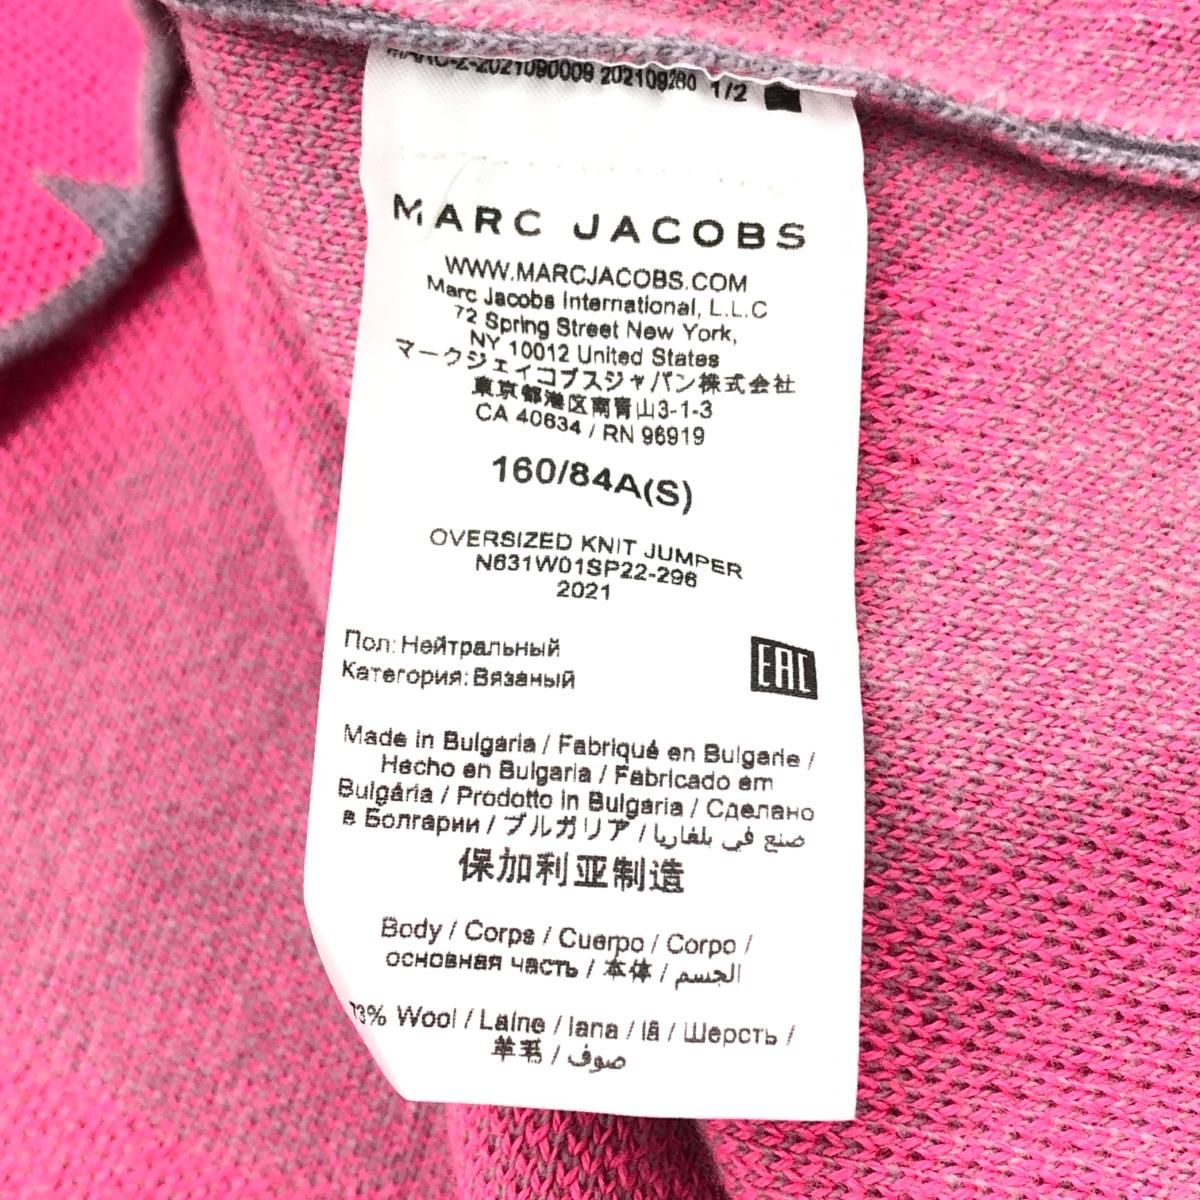 MARC-Z-2021090009 202109280 1/2
MARC JACOBS
WWW.MARCJACOBS.COM
Marc Jacobs International, L.L.C
72 Spring Street New York,
NY 10012 United States
マークジェイコブスジャパン株式会社
東京都港区南青山3-1-3
CA 40634 / RN 96919
160/84A(S)
OVERSIZED KNIT JUMPER
N631W01SP22-296
2021
Пол: Нейтральный
Категория: Вязаный
EAC
Made in Bulgaria / Fabriqué en Bulgarie /
Hecho en Bulgaria / Fabricado em
Bulgária / Prodotto in Bulgaria / Сделано
в Болгарии / ブルガリア / صنع في بلغاريا
保加利亚制造
Body / Corps / Cuerpo / Corpo /
основная часть / 本体 / الجسم
73% Wool / Laine / lana / lã / Шерсть /
羊毛 / صوف